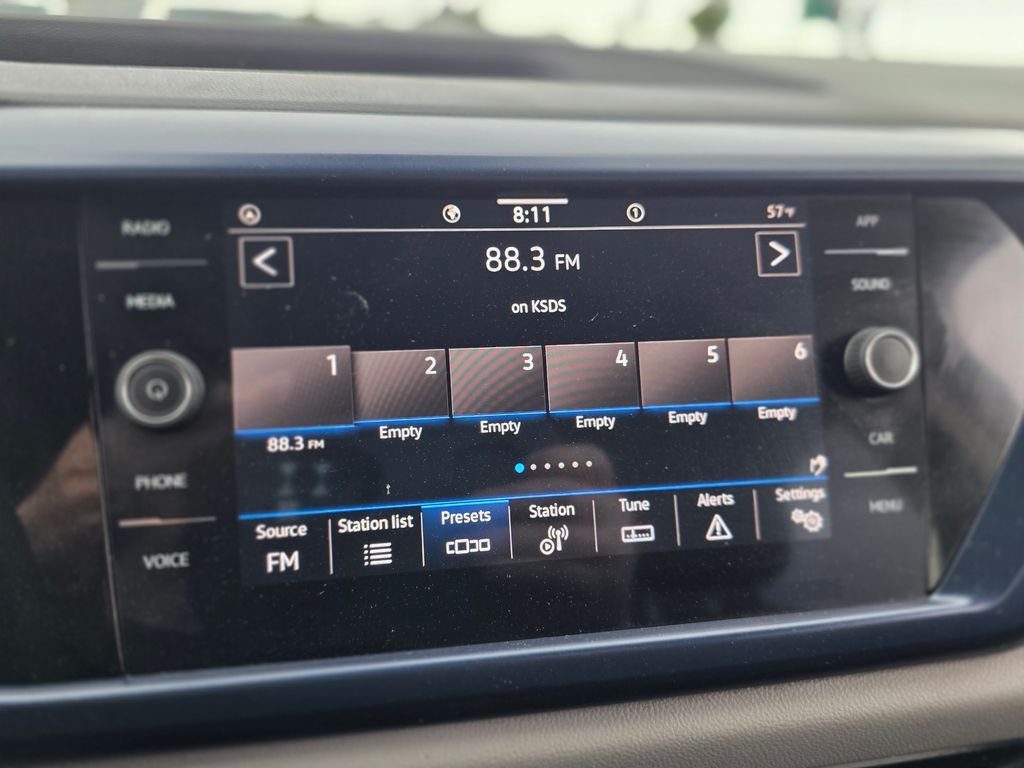 RADIO
MEDIA
PHONE
VOICE
8:11
1
57°F
<
88.3 FM
>
on KSDS
1 2 3 4 5 6
88.3 FM Empty Empty Empty Empty Empty
Source Station list Presets Station Tune Alerts Settings
FM
APP
SOUND
CAR
MENU